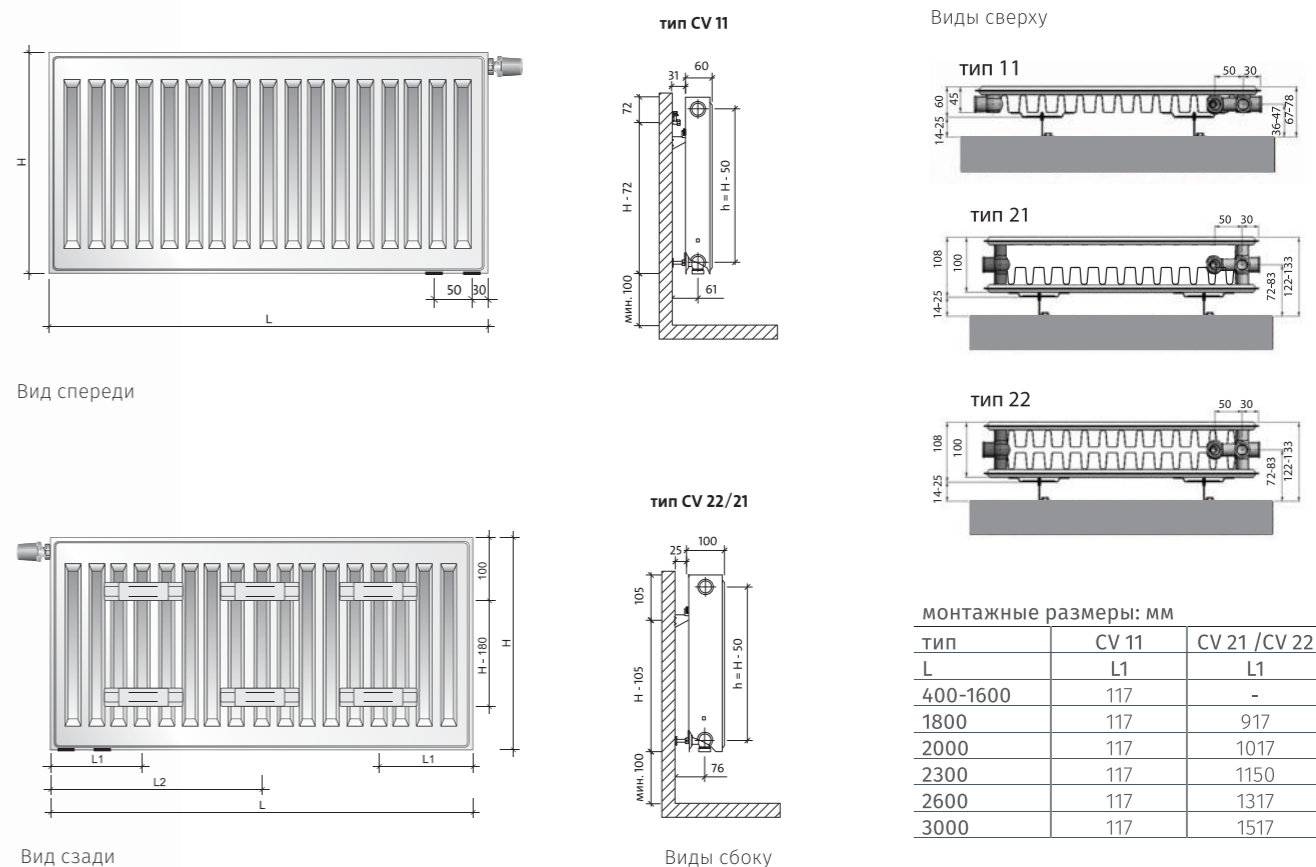 H
50
30
L
Вид спереди
100
H - 180
H
L1
L1
L2
L
Вид сзади
тип CV 11
60
31
72
H - 72
h = H - 50
мин. 100
61
тип CV 22/21
100
25
105
H - 105
h = H - 50
мин. 100
76
Виды сбоку
Виды сверху
тип 11
50 30
60
45
14-25
36-47
67-78
тип 21
50 30
108
100
14-25
72-83
122-133
тип 22
50 30
108
100
14-25
72-83
122-133
монтажные размеры: мм
тип CV 11 CV 21 /CV 22
L L1 L1
400-1600 117 -
1800 117 917
2000 117 1017
2300 117 1150
2600 117 1317
3000 117 1517